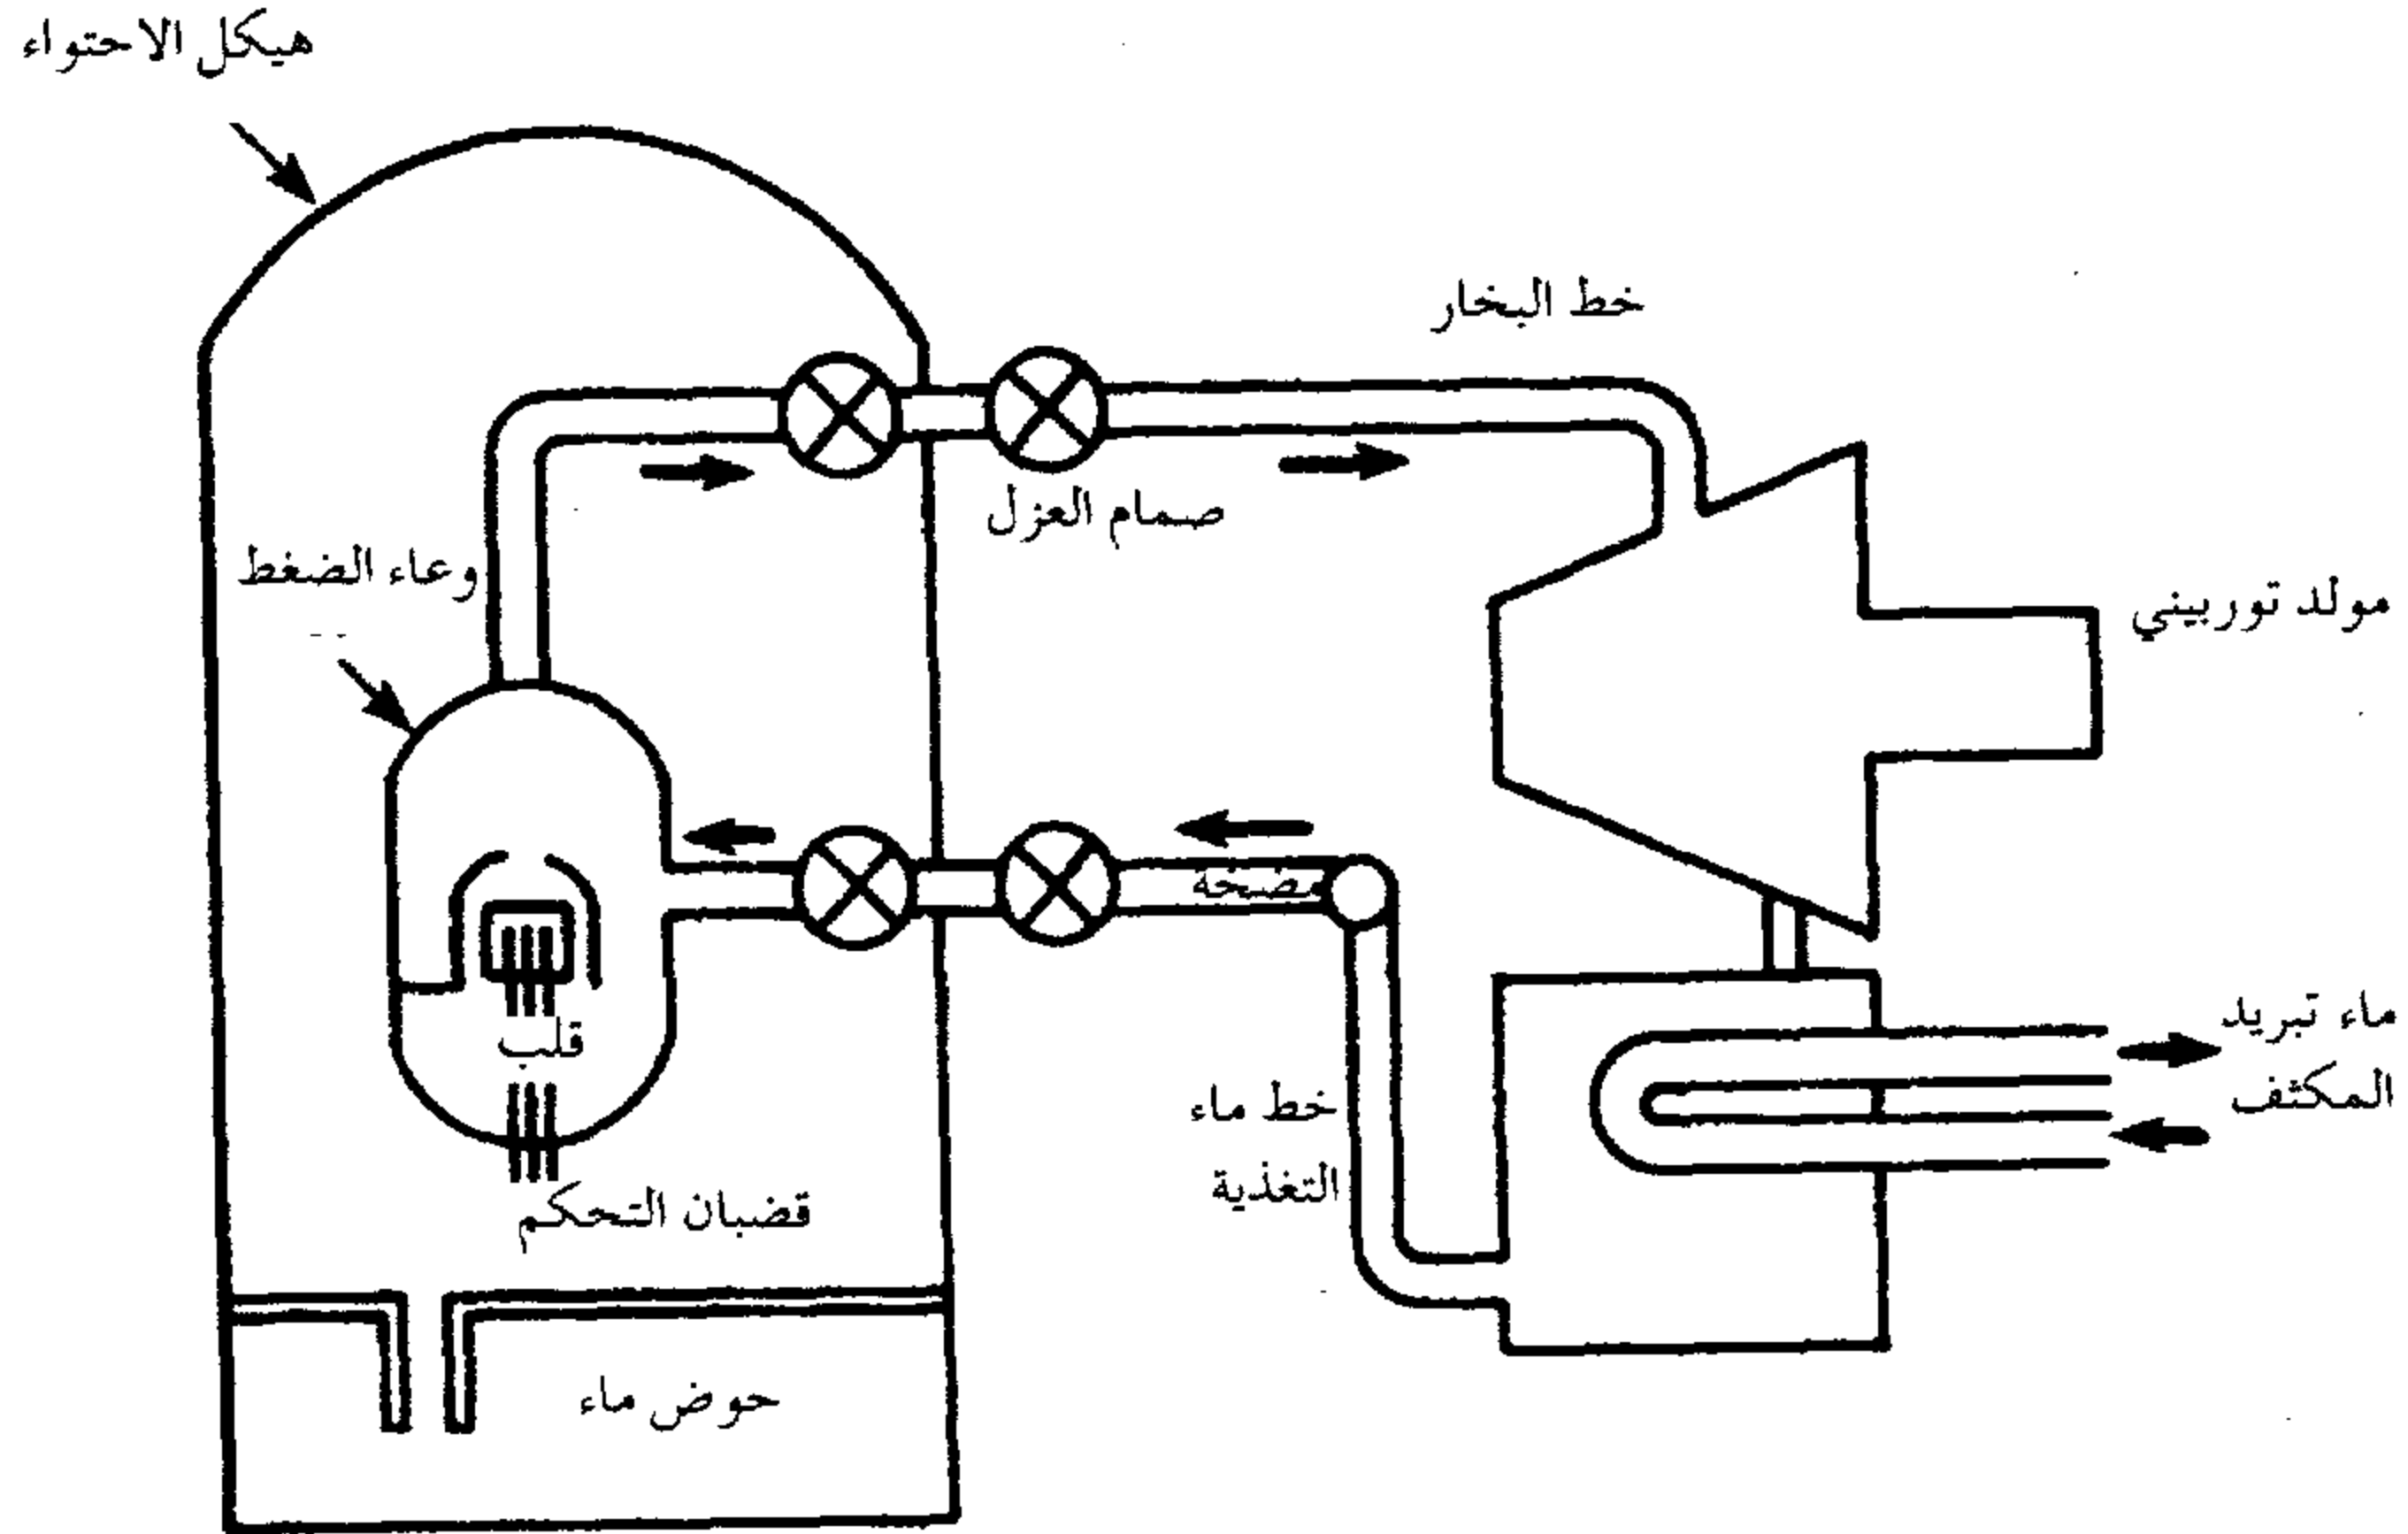 هيكل الاحتواء
خط البخار
صمام العزل
وعاء الضغط
مولد توربيني
مضخة
قلب
ماء تبريد
المكثف
خط ماء
التغذية
قضبان التحكم
حوض ماء